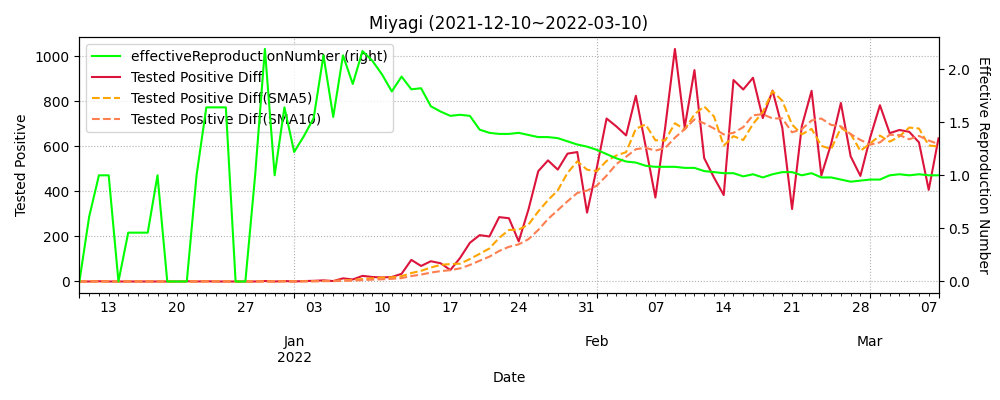 Miyagi (2021-12-10~2022-03-10)
effectiveReproductionNumber (right)
Tested Positive Diff
Tested Positive Diff(SMA5)
Tested Positive Diff(SMA10)
Tested Positive
1000
800
600
400
200
0
2.0
1.5
1.0
0.5
0.0
Effective Reproduction Number
13 20 27 03 10 17 24 31 07 14 21 28 07
Jan Feb Mar
2022
Date